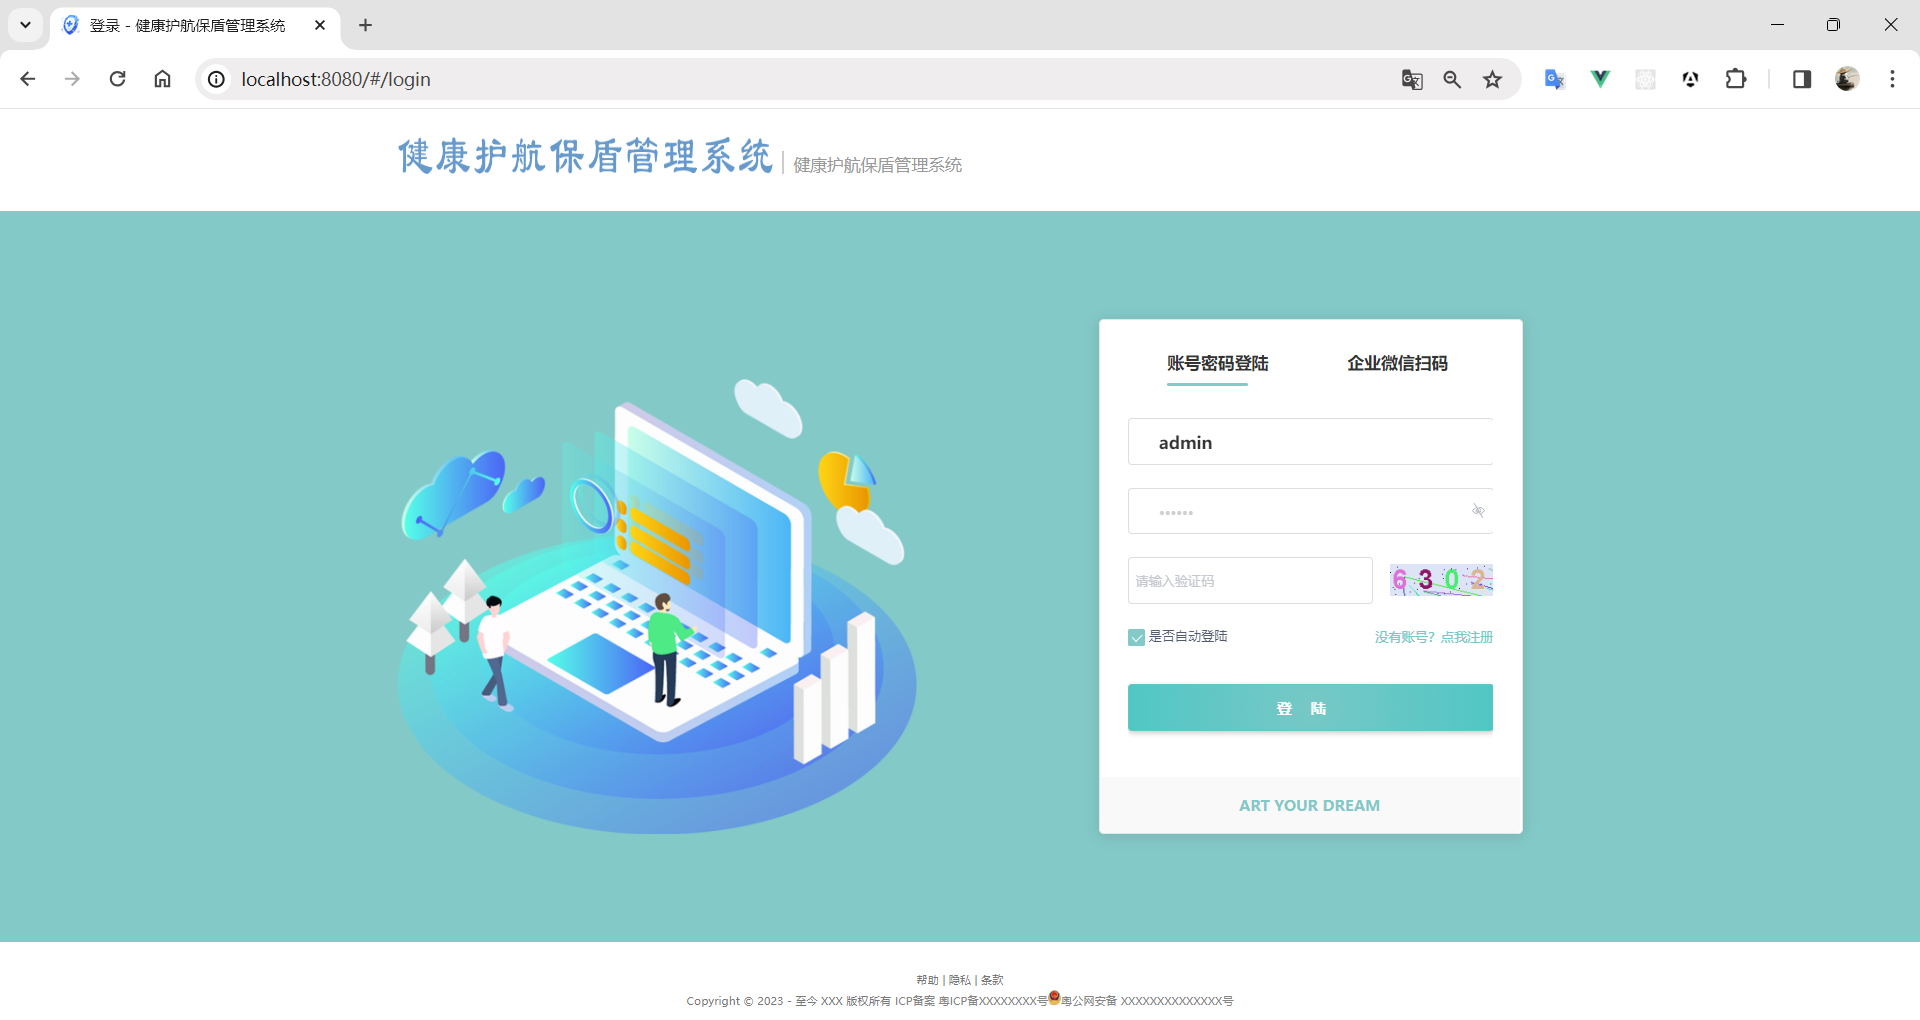 登录 - 健康护航保盾管理系统
localhost:8080/#/login
健康护航保盾管理系统 | 健康护航保盾管理系统
账号密码登陆 企业微信扫码
admin
••••••
请输入验证码 6302
是否自动登陆 没有账号？点我注册
登 陆
ART YOUR DREAM
帮助 | 隐私 | 条款
Copyright © 2023 - 至今 XXX 版权所有 ICP备案 粤ICP备XXXXXXXX号粤公网安备 XXXXXXXXXXXXXX号